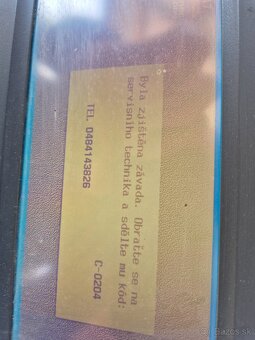 Byla zjištěna závada. Obraťte se na
servisního technika a sdělte mu kód:
C-0204
TEL. 0484143826